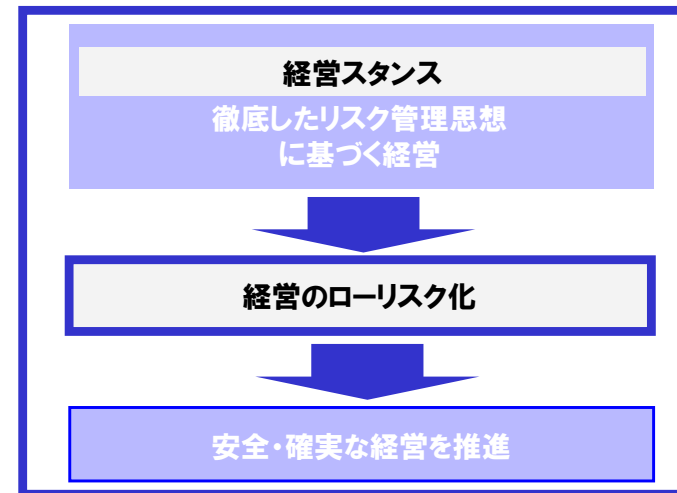 経営スタンス
徹底したリスク管理思想
に基づく経営
経営のローリスク化
安全・確実な経営を推進